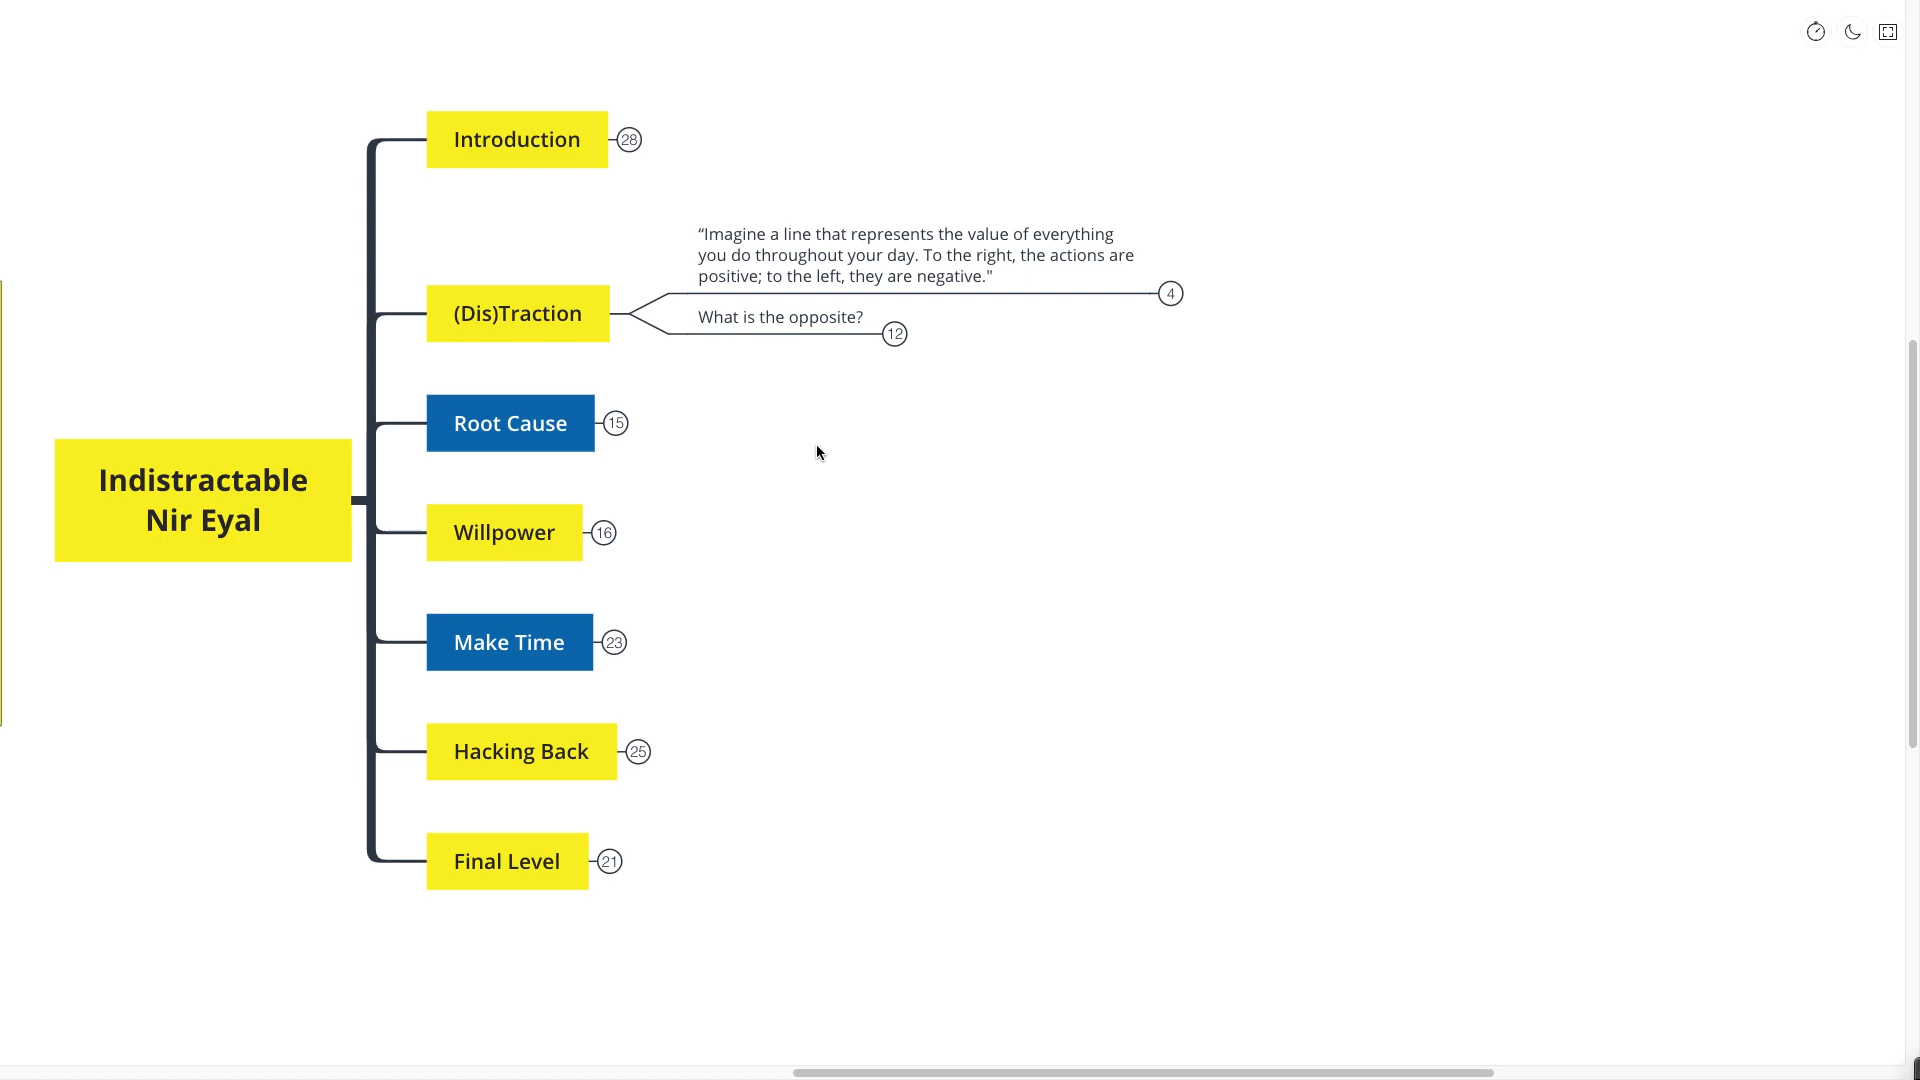 Introduction
28
“Imagine a line that represents the value of everything
you do throughout your day. To the right, the actions are
positive; to the left, they are negative."
4
(Dis)Traction
What is the opposite?
12
Root Cause
15
Indistractable
Nir Eyal
Willpower
16
Make Time
23
Hacking Back
25
Final Level
21